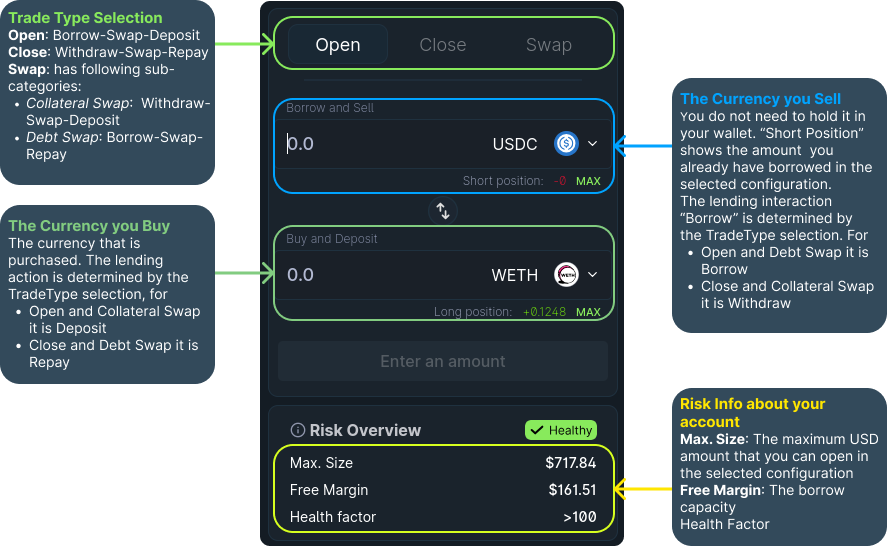 Trade Type Selection
Open: Borrow-Swap-Deposit
Close: Withdraw-Swap-Repay
Swap: has following sub-
categories:
• Collateral Swap: Withdraw-
Swap-Deposit
• Debt Swap: Borrow-Swap-
Repay
The Currency you Buy
The currency that is
purchased. The lending
action is determined by the
TradeType selection, for
• Open and Collateral Swap
it is Deposit
• Close and Debt Swap it is
Repay
Open Close Swap
Borrow and Sell
0.0 USDC
Short position: -0 MAX
Buy and Deposit
0.0 WETH WETH
Long position: +0.1248 MAX
Enter an amount
Risk Overview Healthy
Max. Size $717.84
Free Margin $161.51
Health factor >100
The Currency you Sell
You do not need to hold it in
your wallet. “Short Position”
shows the amount you
already have borrowed in the
selected configuration.
The lending interaction
“Borrow” is determined by
the TradeType selection. For
• Open and Debt Swap it is
Borrow
• Close and Collateral Swap
it is Withdraw
Risk Info about your
account
Max. Size: The maximum USD
amount that you can open in
the selected configuration
Free Margin: The borrow
capacity
Health Factor